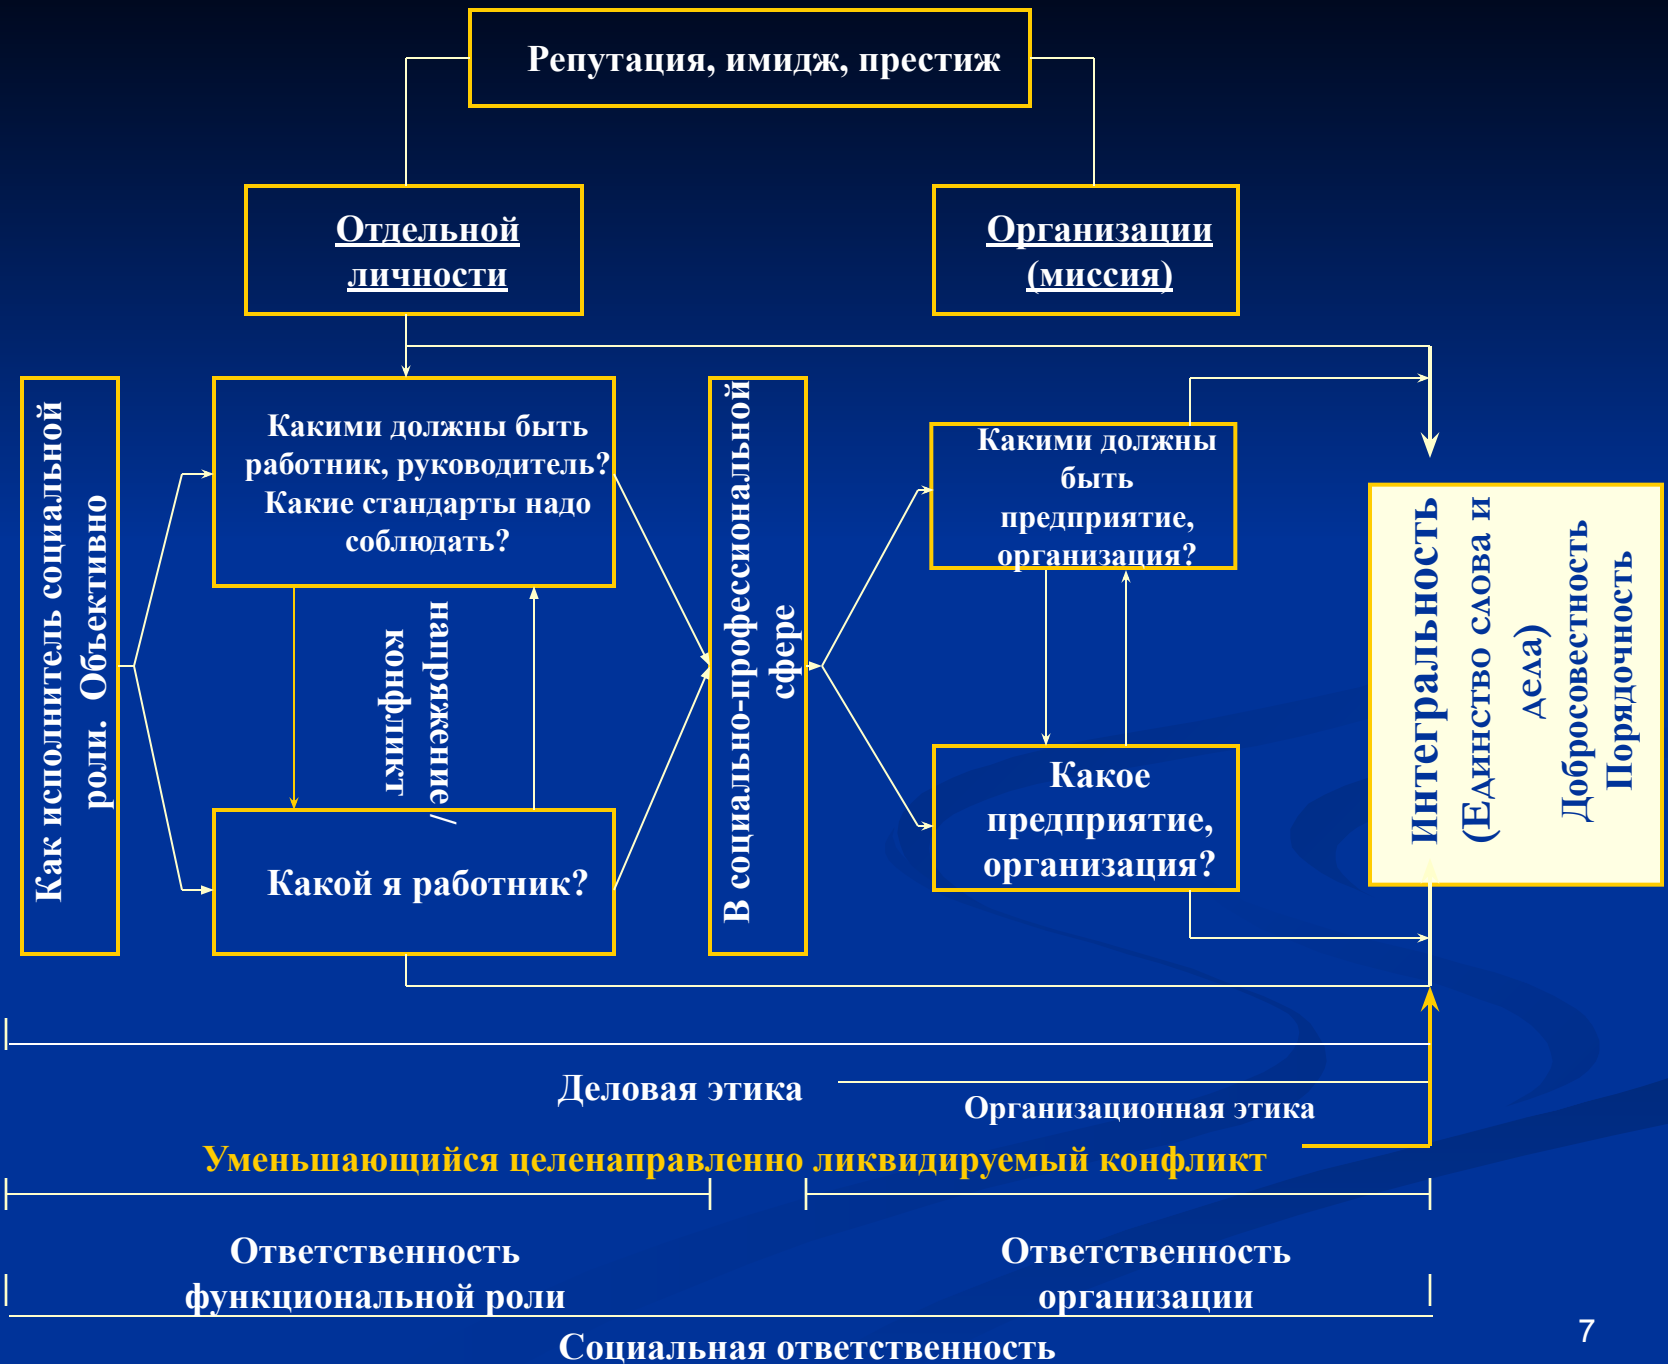 Репутация, имидж, престиж
Отдельной
личности
Организации
(миссия)
Как исполнитель социальной
роли. Объективно
Какими должны быть
работник, руководитель?
Какие стандарты надо
соблюдать?
напряжение/
конфликт
Какой я работник?
В социально-профессиональной
сфере
Какими должны
быть
предприятие,
организация?
Какое
предприятие,
организация?
Интегральность
(Единство слова и
дела)
Добросовестность
Порядочность
Деловая этика
Организационная этика
Уменьшающийся целенаправленно ликвидируемый конфликт
Ответственность
функциональной роли
Ответственность
организации
Социальная ответственность
7